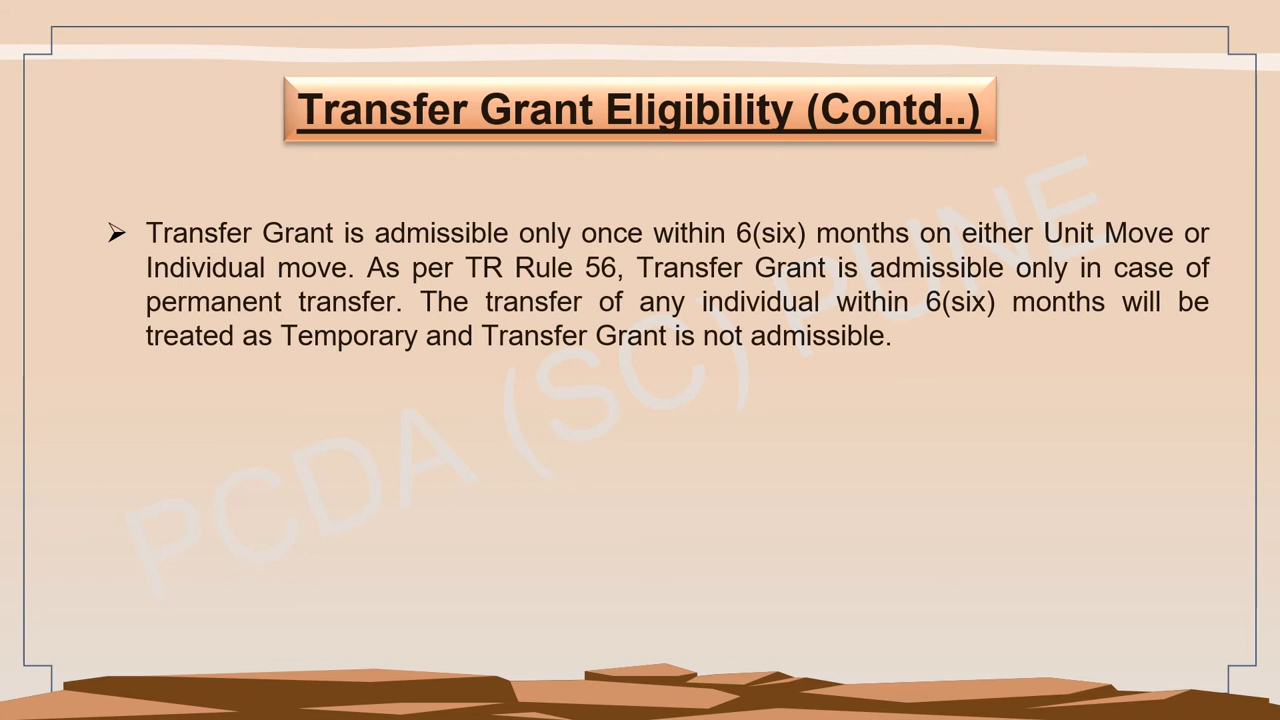 Transfer Grant Eligibility (Contd..)
➢ Transfer Grant is admissible only once within 6(six) months on either Unit Move or
Individual move. As per TR Rule 56, Transfer Grant is admissible only in case of
permanent transfer. The transfer of any individual within 6(six) months will be
treated as Temporary and Transfer Grant is not admissible.
PCDA (SC) PUNE